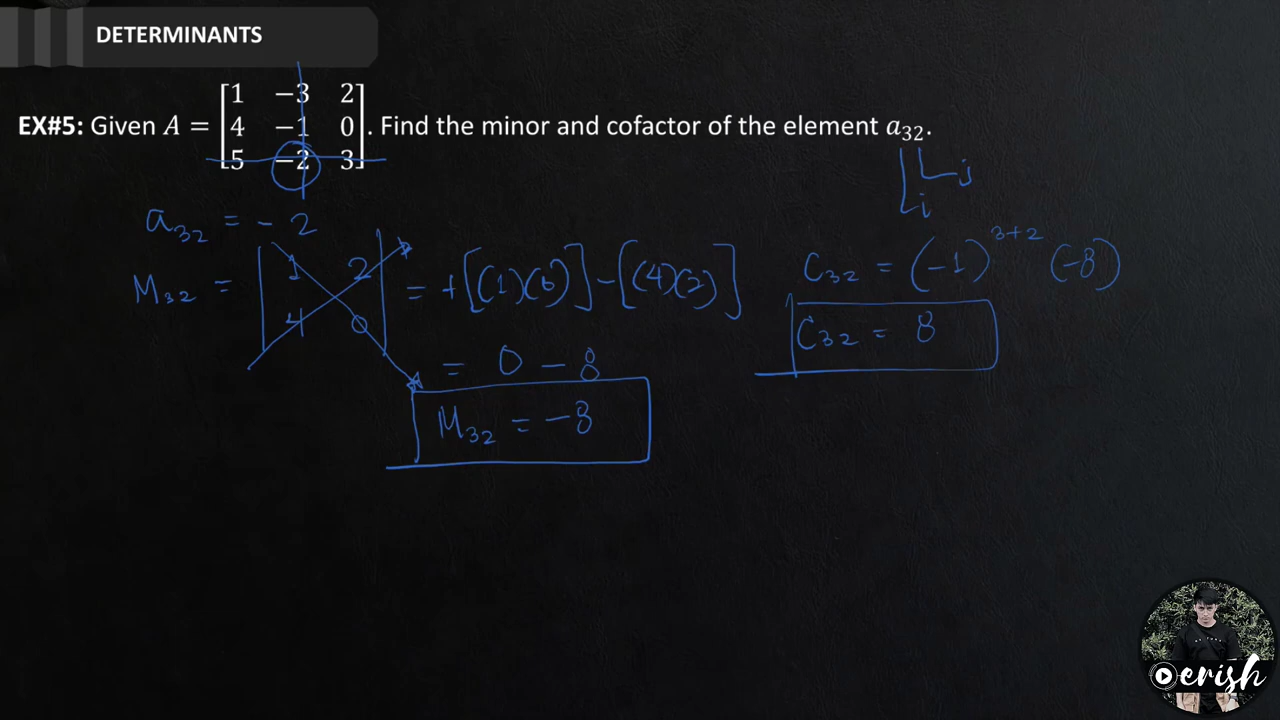 DETERMINANTS
EX#5: Given A = [1 −3 2; 4 −1 0; 5 −2 3]. Find the minor and cofactor of the element a₃₂.
j
i
a₃₂ = − 2
M₃₂ = |1 2; 4 0| = +[(1)(6)] − [(4)(2)]
= 0 − 8
M₃₂ = −8
C₃₂ = (−1)³⁺² (−8)
C₃₂ = 8
erish